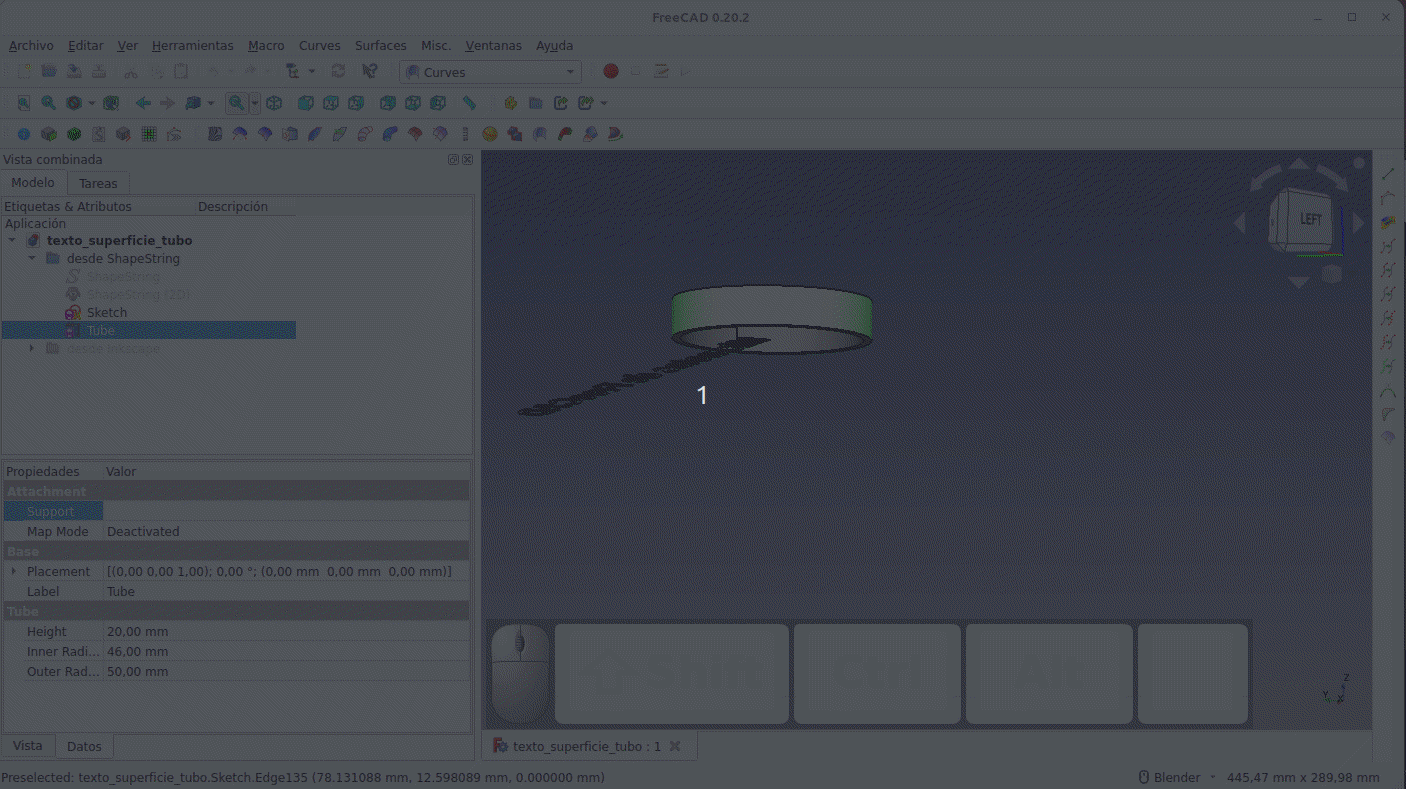 FreeCAD 0.20.2
Archivo Editar Ver Herramientas Macro Curves Surfaces Misc. Ventanas Ayuda
Curves
Vista combinada
Modelo Tareas
Etiquetas & Atributos Descripción
Aplicación
texto_superficie_tubo
desde ShapeString
ShapeString
ShapeString (2D)
Sketch
Tube
desde Inkscape
LEFT
1
Propiedades Valor
Attachment
Support
Map Mode Deactivated
Base
Placement [(0,00 0,00 1,00); 0,00 °; (0,00 mm 0,00 mm 0,00 mm)]
Label Tube
Tube
Height 20,00 mm
Inner Radi... 46,00 mm
Outer Rad... 50,00 mm
Shift Ctrl Alt
Z
Y X
Vista Datos
texto_superficie_tubo : 1
Preselected: texto_superficie_tubo.Sketch.Edge135 (78.131088 mm, 12.598089 mm, 0.000000 mm)
Blender 445,47 mm x 289,98 mm